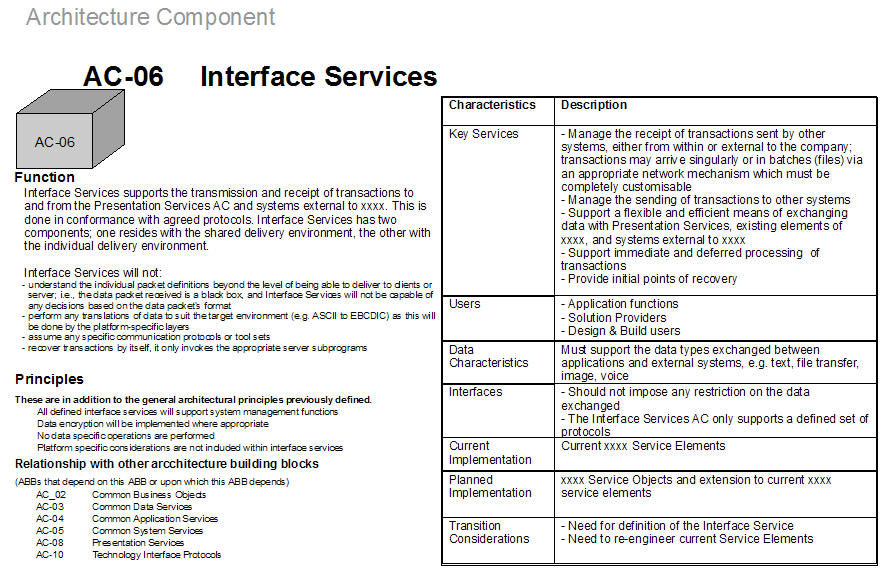 Architecture Component
AC-06 Interface Services
AC-06
Function
Interface Services supports the transmission and receipt of transactions to
and from the Presentation Services AC and systems external to xxxx. This is
done in conformance with agreed protocols. Interface Services has two
components; one resides with the shared delivery environment, the other with
the individual delivery environment.
Interface Services will not:
- understand the individual packet definitions beyond the level of being able to deliver to clients or
server; i.e., the data packet received is a black box, and Interface Services will not be capable of
any decisions based on the data packet's format
- perform any translations of data to suit the target environment (e.g. ASCII to EBCDIC) as this will
be done by the platform-specific layers
- assume any specific communication protocols or tool sets
- recover transactions by itself, it only invokes the appropriate server subprograms
Principles
These are in addition to the general architectural principles previously defined.
All defined interface services will support system management functions
Data encryption will be implemented where appropriate
No data specific operations are performed
Platform specific considerations are not included within interface services
Relationship with other arcchitecture building blocks
(ABBs that depend on this ABB or upon which this ABB depends)
AC_02 Common Business Objects
AC-03 Common Data Services
AC-04 Common Application Services
AC-05 Common System Services
AC-08 Presentation Services
AC-10 Technology Interface Protocols
Characteristics Description
Key Services - Manage the receipt of transactions sent by other
systems, either from within or external to the company;
transactions may arrive singularly or in batches (files) via
an appropriate network mechanism which must be
completely customisable
- Manage the sending of transactions to other systems
- Support a flexible and efficient means of exchanging
data with Presentation Services, existing elements of
xxxx, and systems external to xxxx
- Support immediate and deferred processing of
transactions
- Provide initial points of recovery
Users - Application functions
- Solution Providers
- Design & Build users
Data Must support the data types exchanged between
Characteristics applications and external systems, e.g. text, file transfer,
image, voice
Interfaces - Should not impose any restriction on the data
exchanged
- The Interface Services AC only supports a defined set of
protocols
Current Current xxxx Service Elements
Implementation
Planned xxxx Service Objects and extension to current xxxx
Implementation service elements
Transition - Need for definition of the Interface Service
Considerations - Need to re-engineer current Service Elements